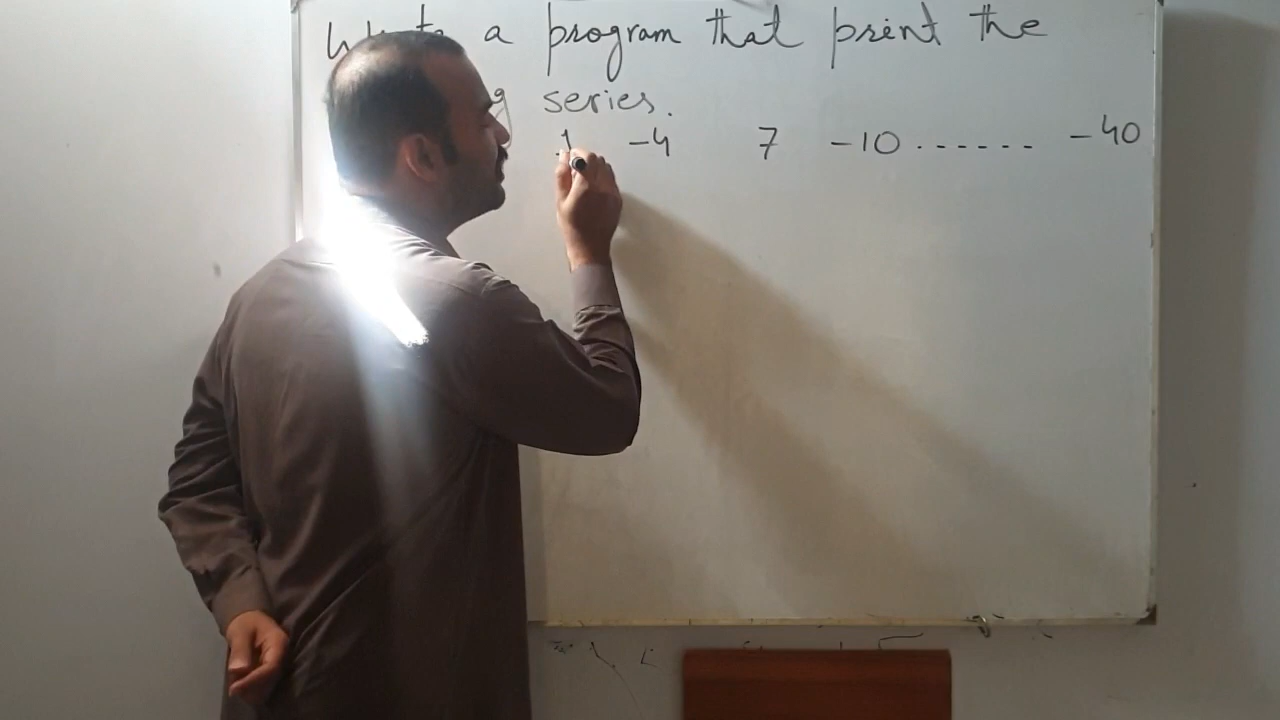 a program that print the
series.
1 -4 7 -10 ...... -40